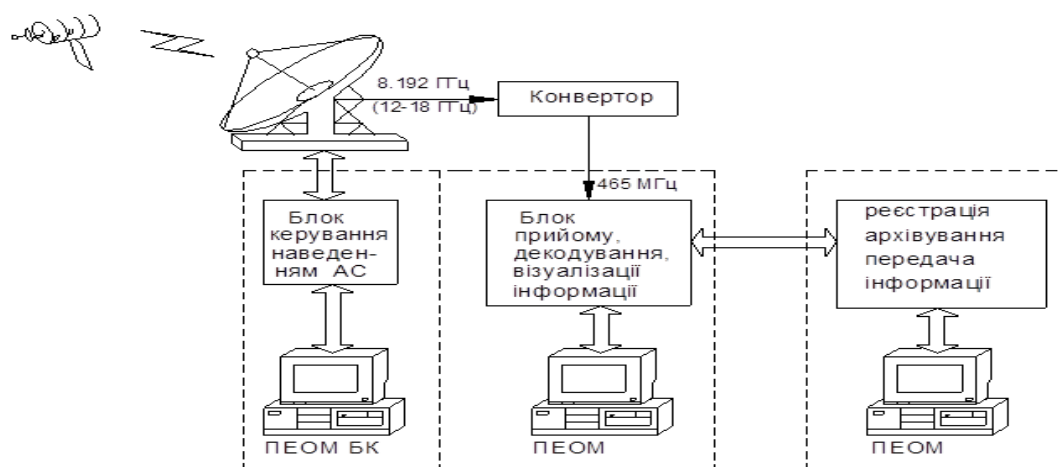 8.192 ГГц
(12-18 ГГц)
Конвертор
465 МГц
Блок
керування
наведен-
ням АС
Блок
прийому,
декодування,
візуалізації
інформації
реєстрація
архівування
передача
інформації
ПЕОМ БК
ПЕОМ
ПЕОМ